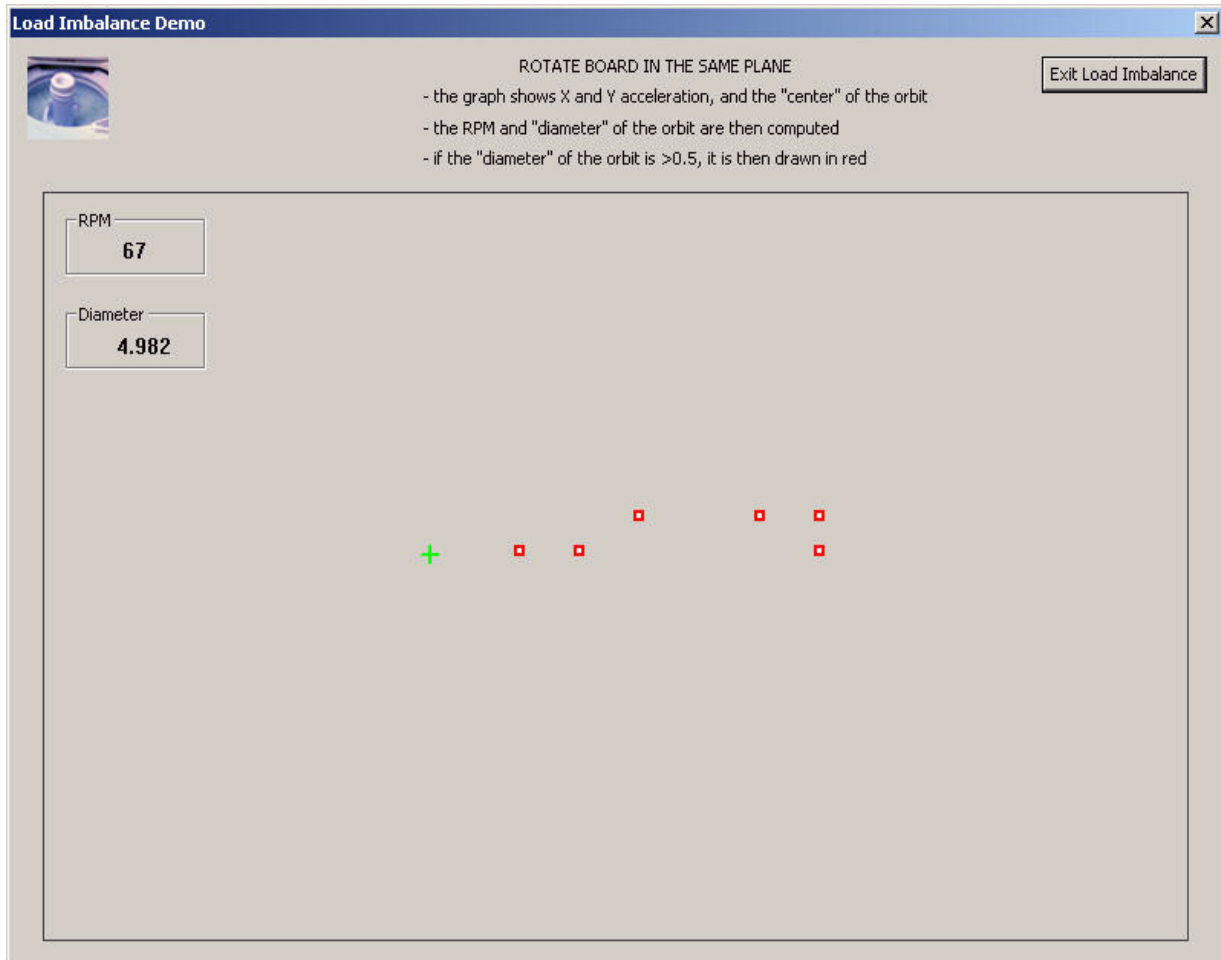 Load Imbalance Demo
ROTATE BOARD IN THE SAME PLANE
- the graph shows X and Y acceleration, and the "center" of the orbit
- the RPM and "diameter" of the orbit are then computed
- if the "diameter" of the orbit is >0.5, it is then drawn in red
Exit Load Imbalance
RPM
67
Diameter
4.982